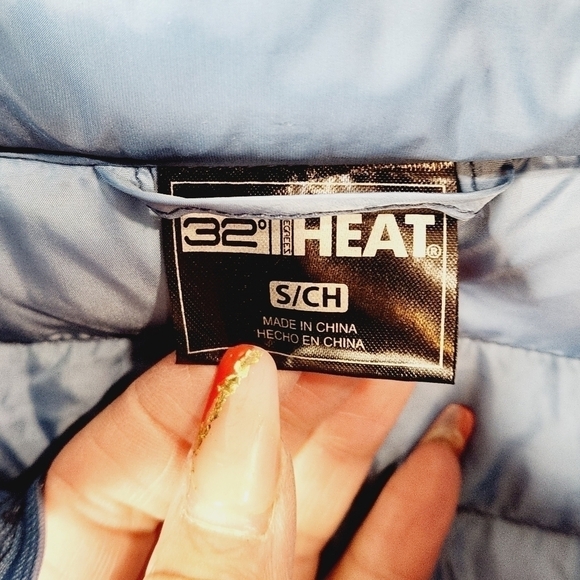 32° DEGREES HEAT®
S/CH
MADE IN CHINA
HECHO EN CHINA